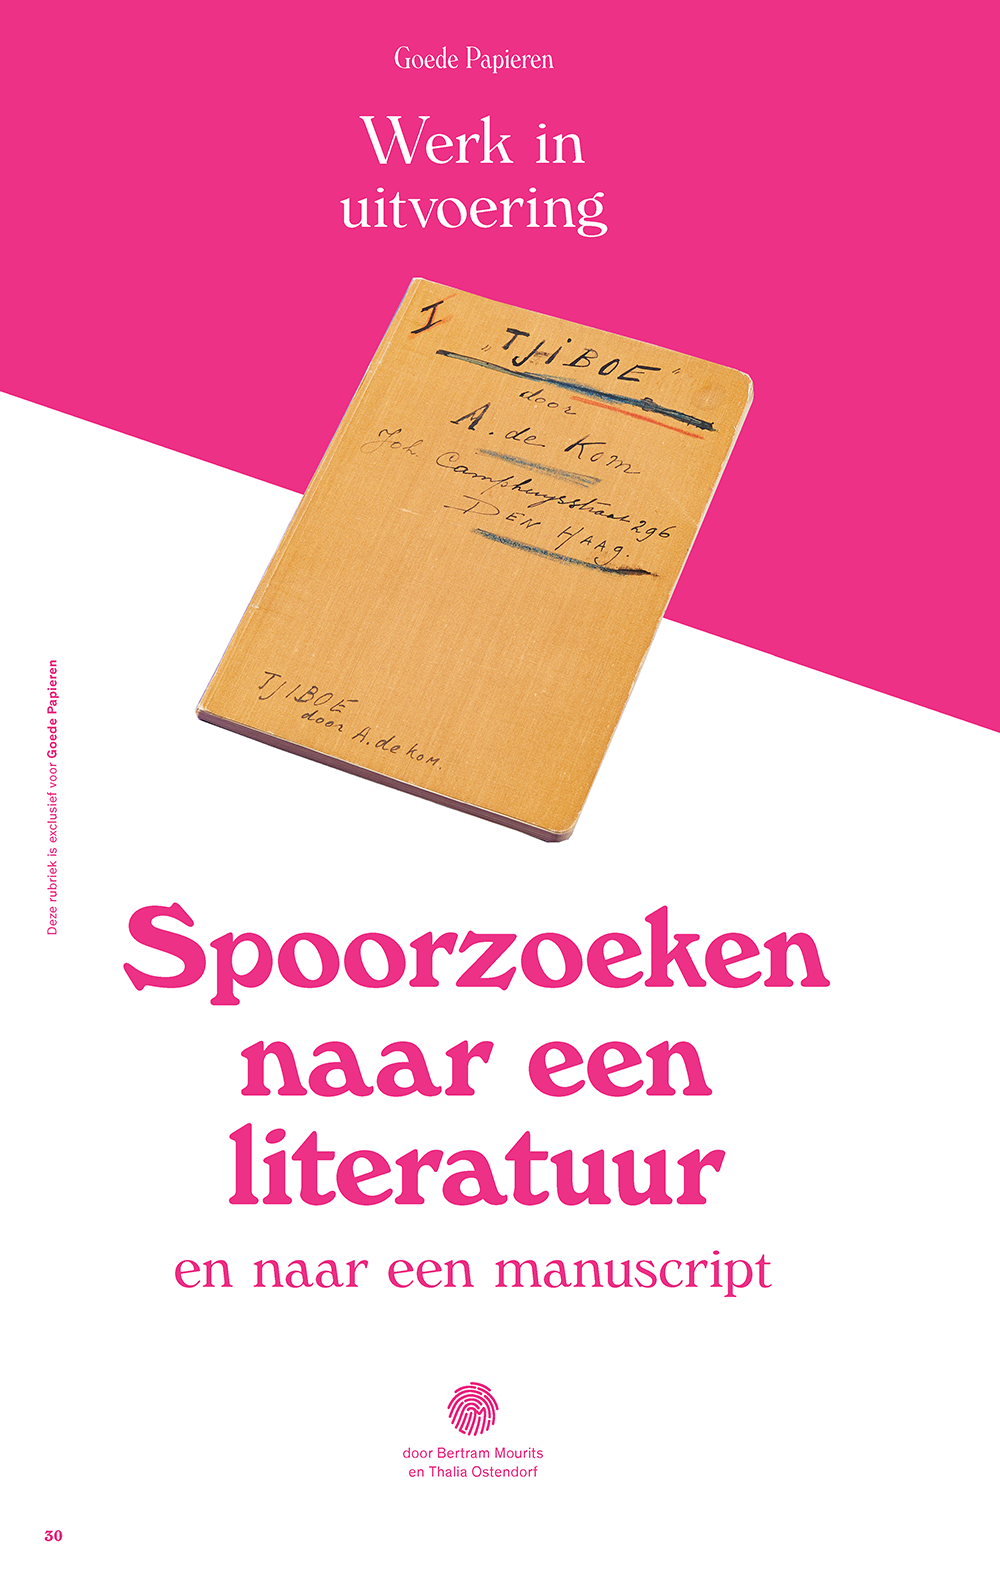 Goede Papieren
Werk in
uitvoering
I
„TJiBOE"
door
A. de Kom
Joh. Camphuysstraat 296
DEN HAAg.
TJIBOE
door A. de KOM.
Deze rubriek is exclusief voor Goede Papieren
Spoorzoeken
naar een
literatuur
en naar een manuscript
door Bertram Mourits
en Thalia Ostendorf
30